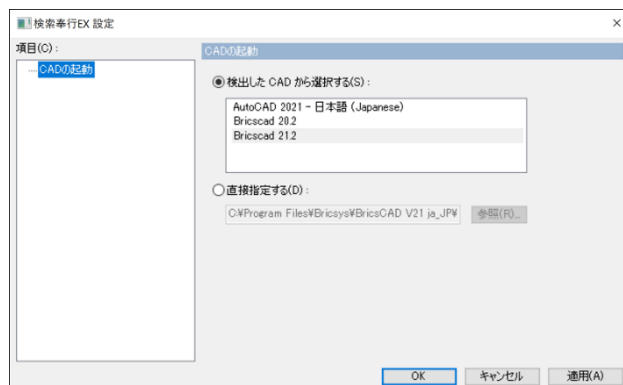 検索奉行EX 設定
×
項目(C) :
CADの起動
CADの起動
検出した CAD から選択する(S) :
AutoCAD 2021 - 日本語 (Japanese)
Bricscad 20.2
Bricscad 21.2
直接指定する(D) :
C:¥Program Files¥Bricsys¥BricsCAD V21 ja_JP¥
参照(R)...
OK
キャンセル
適用(A)